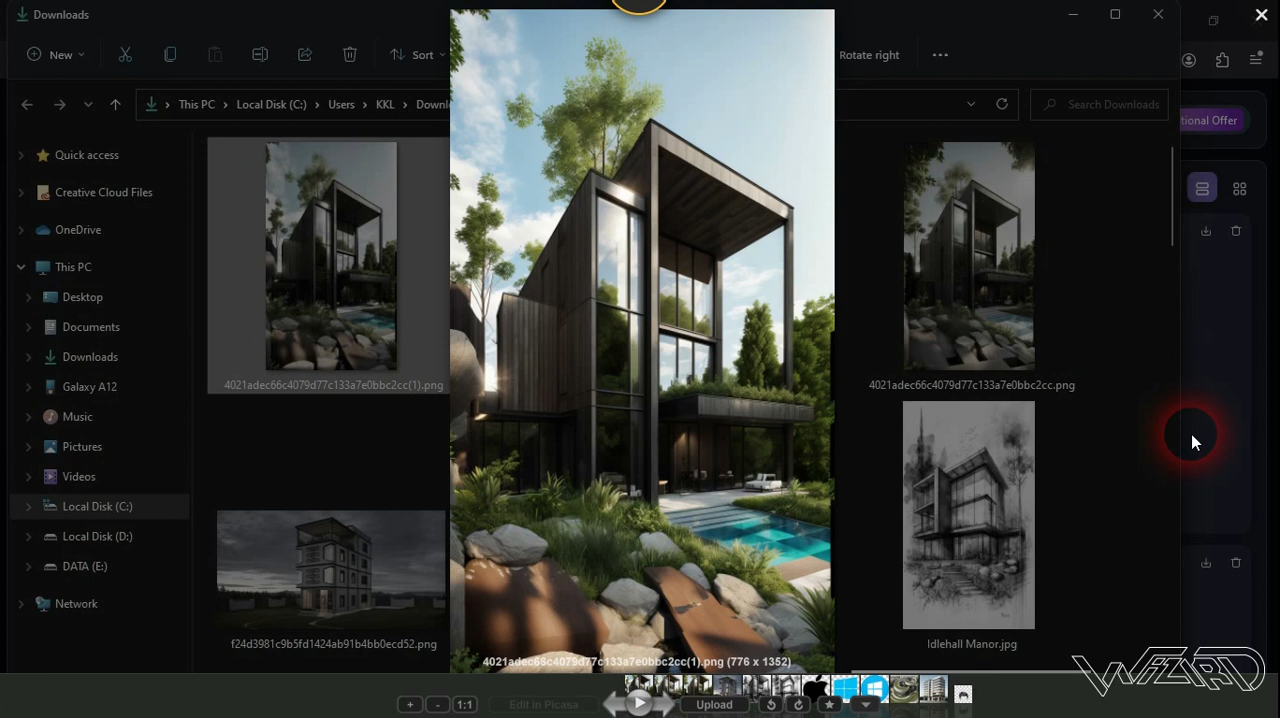 Downloads
New
Sort
Rotate right
This PC
Local Disk (C:)
Users
KKL
Downl
Search Downloads
tional Offer
Quick access
Creative Cloud Files
OneDrive
This PC
Desktop
Documents
Downloads
Galaxy A12
Music
Pictures
Videos
Local Disk (C:)
Local Disk (D:)
DATA (E:)
Network
4021adec66c4079d77c133a7e0bbc2cc(1).png
4021adec66c4079d77c133a7e0bbc2cc.png
f24d3981c9b5fd1424ab91b4bb0ecd52.png
Idlehall Manor.jpg
4021adec66c4079d77c133a7e0bbc2cc(1).png (776 x 1352)
WIZARD
+
-
1:1
Edit in Picasa
Upload